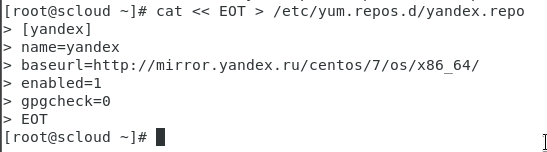 [root@scloud ~]# cat << EOT > /etc/yum.repos.d/yandex.repo
> [yandex]
> name=yandex
> baseurl=http://mirror.yandex.ru/centos/7/os/x86_64/
> enabled=1
> gpgcheck=0
> EOT
[root@scloud ~]#